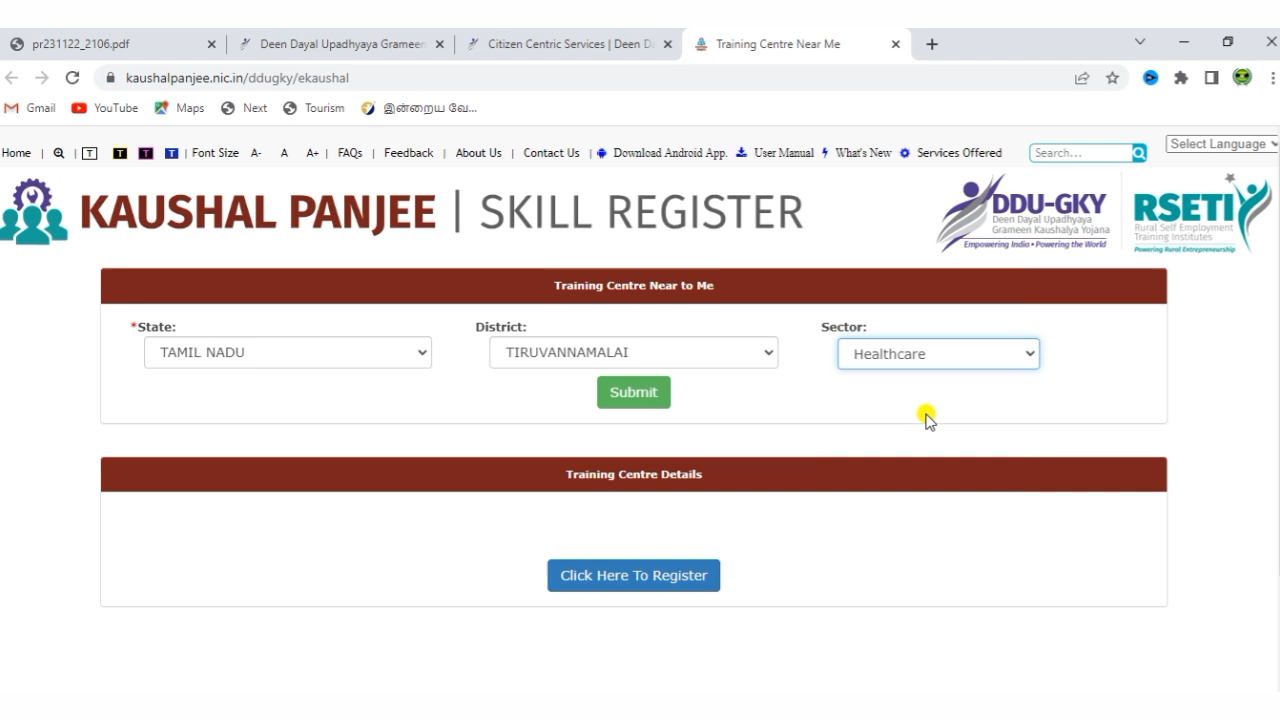 pr231122_2106.pdf
Deen Dayal Upadhyaya Grameen
Citizen Centric Services | Deen Da
Training Centre Near Me
kaushalpanjee.nic.in/ddugky/ekaushal
Gmail YouTube Maps Next Tourism இன்றைய வே...
Home | | T T T T | Font Size A- A A+ | FAQs | Feedback | About Us | Contact Us | Download Android App. User Manual What's New Services Offered Search... Select Language
KAUSHAL PANJEE | SKILL REGISTER
DDU-GKY
Deen Dayal Upadhyaya
Grameen Kaushalya Yojana
Empowering India • Powering the World
RSETI
Rural Self Employment
Training Institutes
Powering Rural Entrepreneurship
Training Centre Near to Me
*State: District: Sector:
TAMIL NADU TIRUVANNAMALAI Healthcare
Submit
Training Centre Details
Click Here To Register